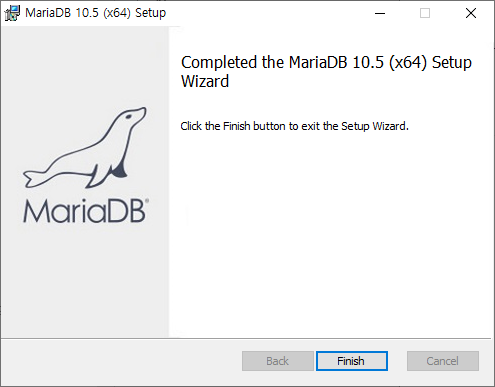 MariaDB 10.5 (x64) Setup
Completed the MariaDB 10.5 (x64) Setup
Wizard
Click the Finish button to exit the Setup Wizard.
MariaDB®
Back
Finish
Cancel